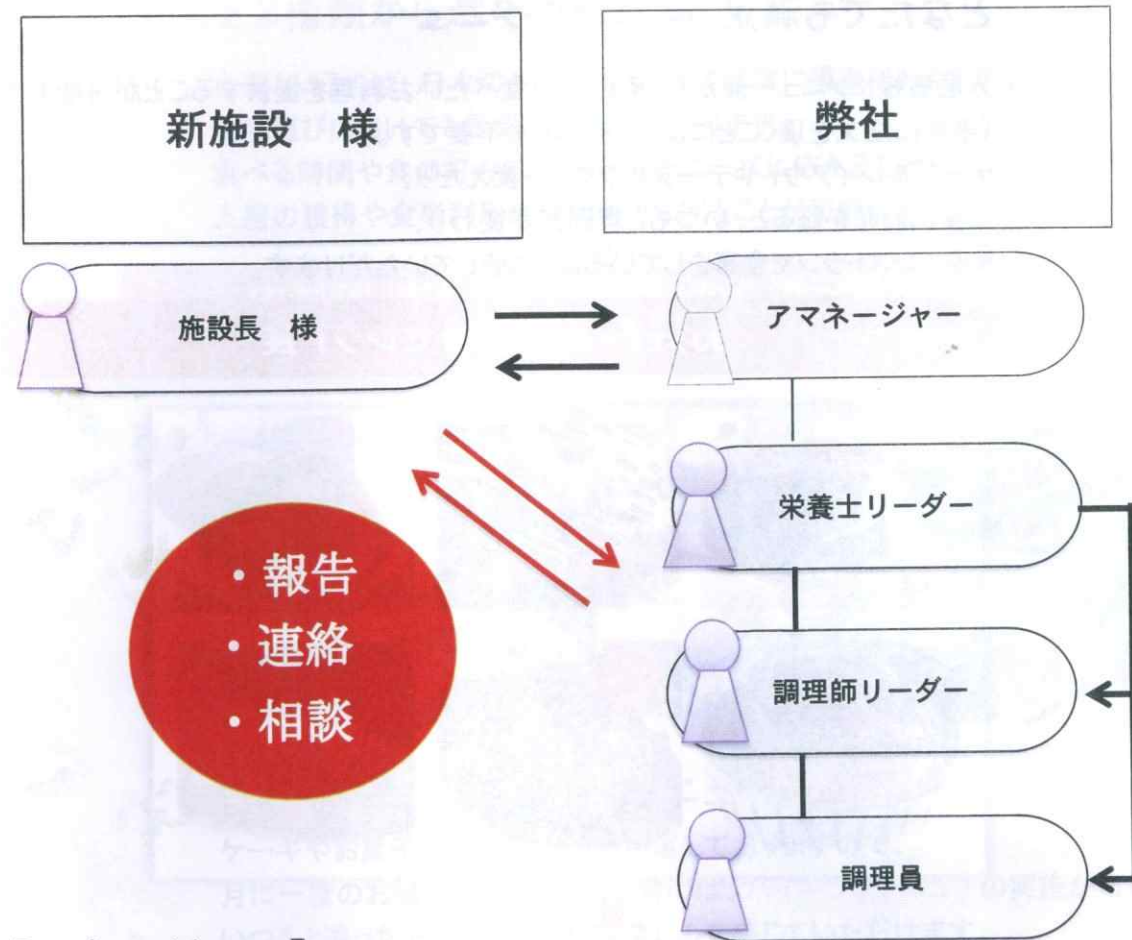 新施設　様
弊社
施設長　様
アマネージャー
栄養士リーダー
・報告
・連絡
・相談
調理師リーダー
調理員